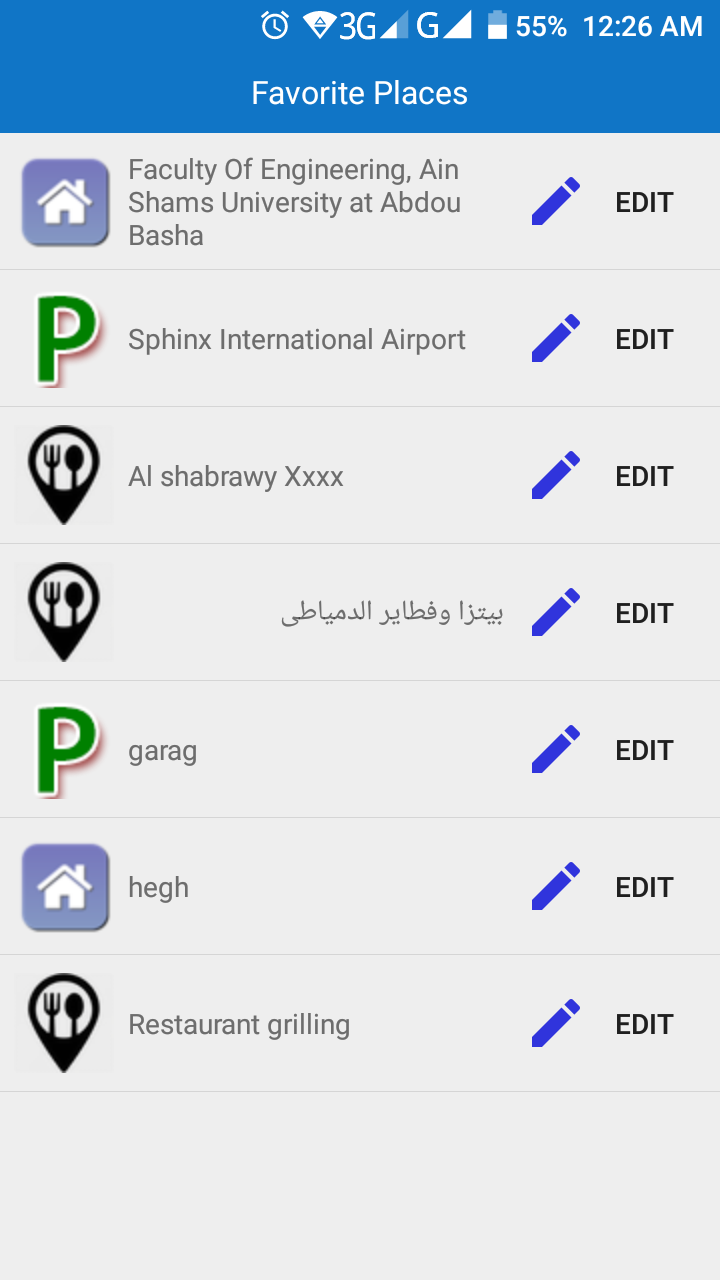 3G G 55% 12:26 AM
Favorite Places
Faculty Of Engineering, Ain
Shams University at Abdou
Basha
EDIT
P
Sphinx International Airport
EDIT
Al shabrawy Xxxx
EDIT
بيتزا وفطاير الدمياطى
EDIT
P
garag
EDIT
hegh
EDIT
Restaurant grilling
EDIT